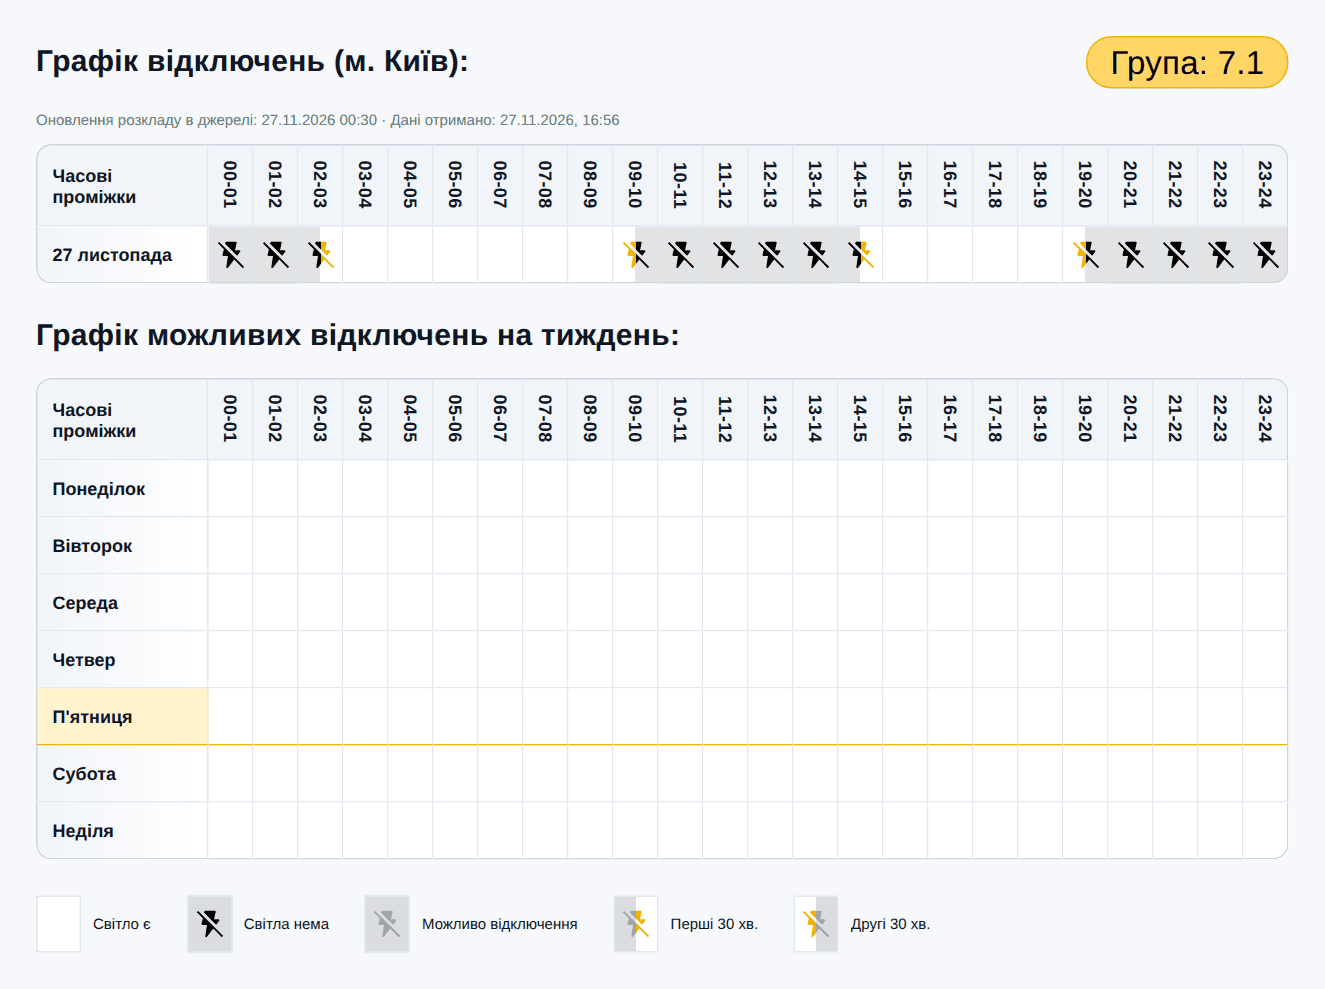 Графік відключень (м. Київ):
Група: 7.1
Оновлення розкладу в джерелі: 27.11.2026 00:30 · Дані отримано: 27.11.2026, 16:56
Часові
проміжки
00-01
01-02
02-03
03-04
04-05
05-06
06-07
07-08
08-09
09-10
10-11
11-12
12-13
13-14
14-15
15-16
16-17
17-18
18-19
19-20
20-21
21-22
22-23
23-24
27 листопада
Графік можливих відключень на тиждень:
Часові
проміжки
00-01
01-02
02-03
03-04
04-05
05-06
06-07
07-08
08-09
09-10
10-11
11-12
12-13
13-14
14-15
15-16
16-17
17-18
18-19
19-20
20-21
21-22
22-23
23-24
Понеділок
Вівторок
Середа
Четвер
П'ятниця
Субота
Неділя
Світло є
Світла нема
Можливо відключення
Перші 30 хв.
Другі 30 хв.